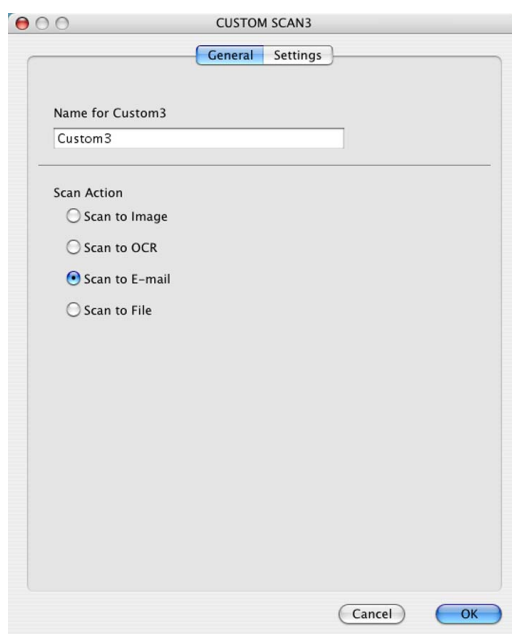 CUSTOM SCAN3
General Settings
Name for Custom3
Custom3
Scan Action
Scan to Image
Scan to OCR
Scan to E-mail
Scan to File
Cancel OK